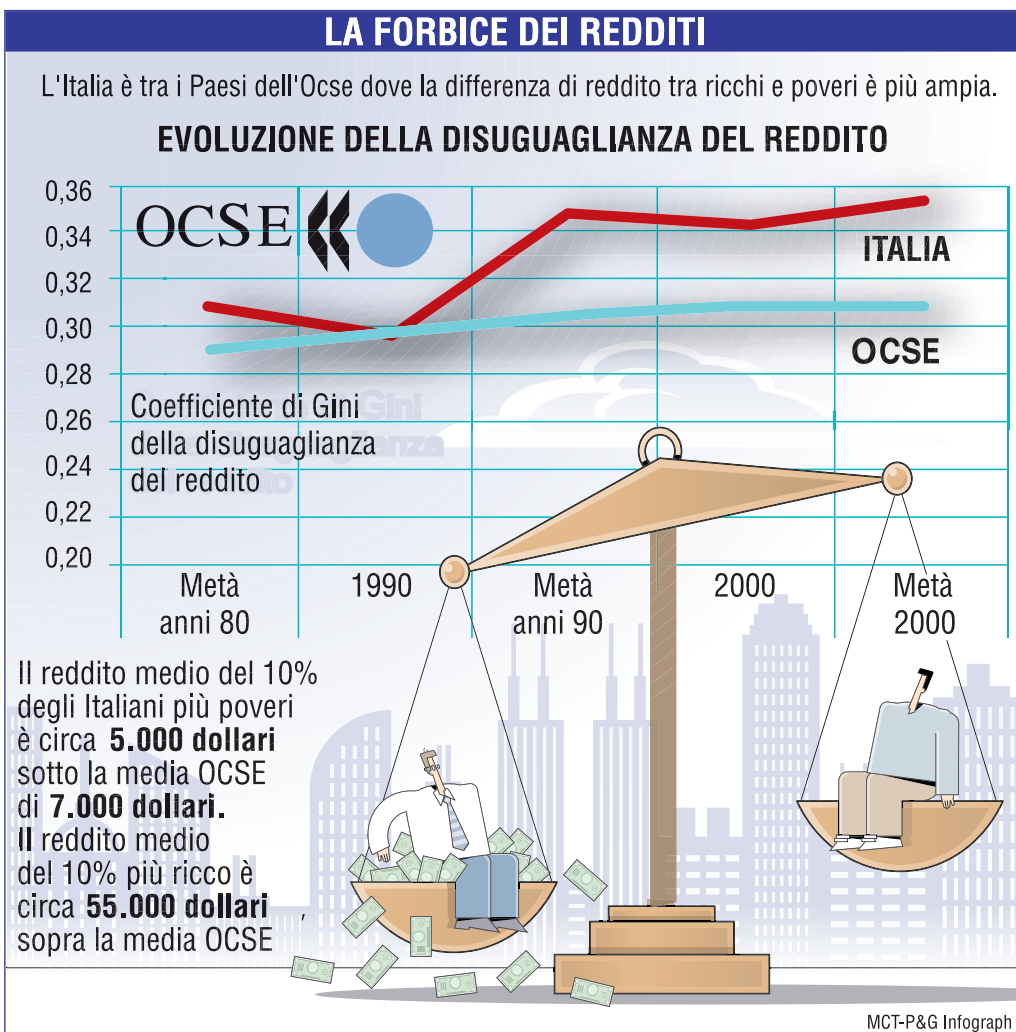 LA FORBICE DEI REDDITI
L'Italia è tra i Paesi dell'Ocse dove la differenza di reddito tra ricchi e poveri è più ampia.
EVOLUZIONE DELLA DISUGUAGLIANZA DEL REDDITO
0,36
0,34
0,32
0,30
0,28
0,26
0,24
0,22
0,20
OCSE
ITALIA
OCSE
Coefficiente di Gini
della disuguaglianza
del reddito
Metà
anni 80
1990
Metà
anni 90
2000
Metà
2000
Il reddito medio del 10%
degli Italiani più poveri
è circa 5.000 dollari
sotto la media OCSE
di 7.000 dollari.
Il reddito medio
del 10% più ricco è
circa 55.000 dollari ,
sopra la media OCSE
MCT-P&G Infograph